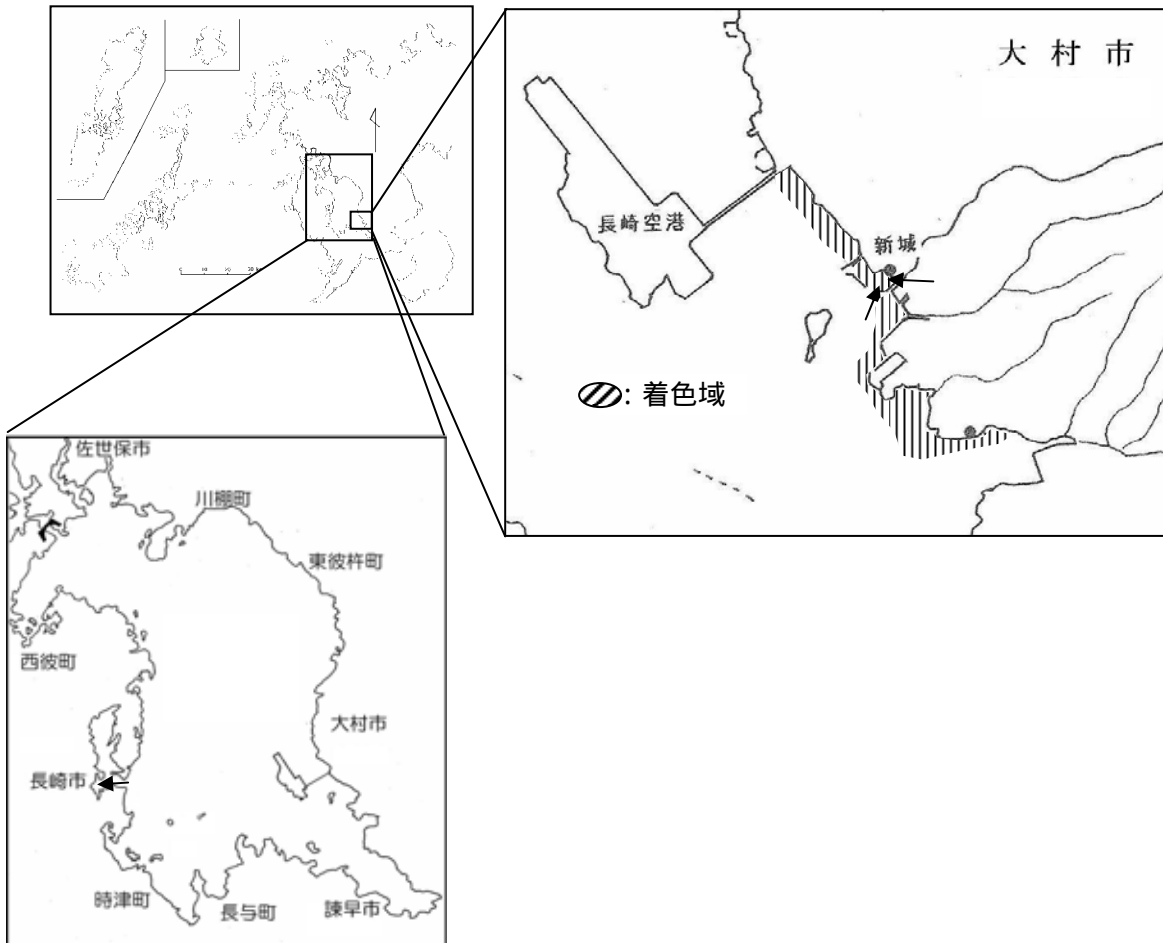 大村市
長崎空港
新城
: 着色域
佐世保市
川棚町
東彼杵町
西彼町
大村市
長崎市
時津町
長与町
諫早市